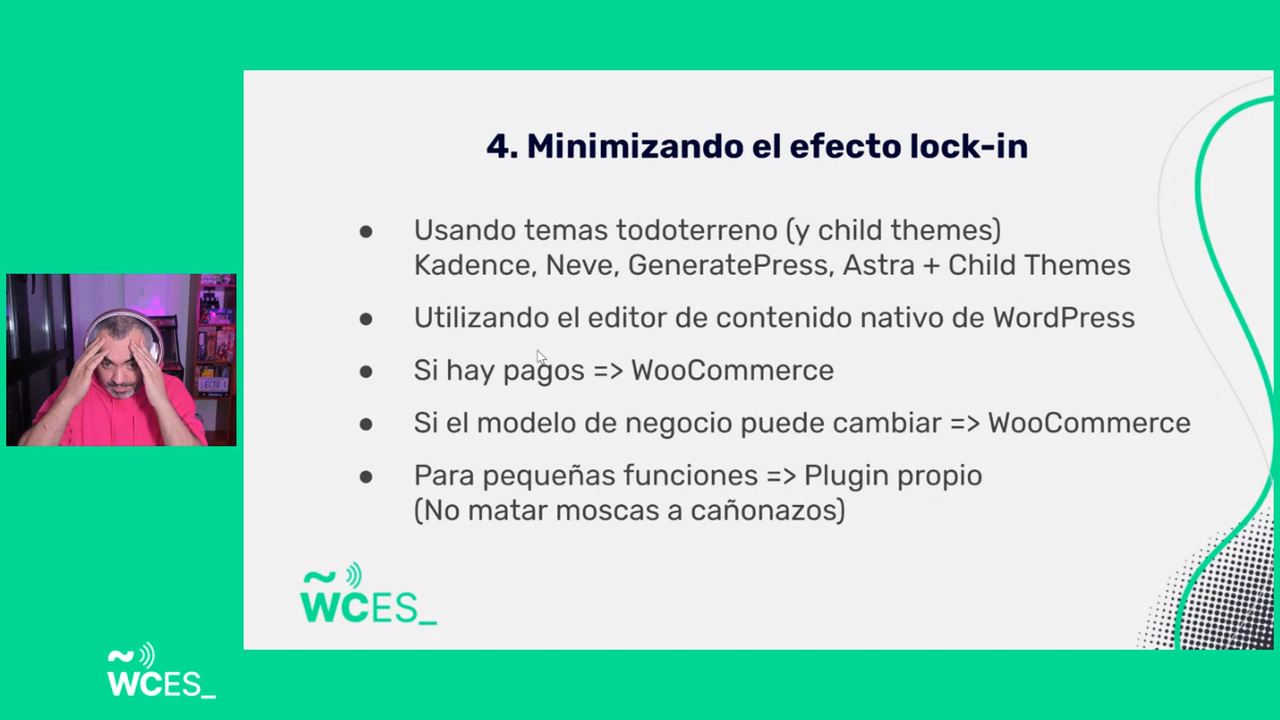 4. Minimizando el efecto lock-in
● Usando temas todoterreno (y child themes)
Kadence, Neve, GeneratePress, Astra + Child Themes
● Utilizando el editor de contenido nativo de WordPress
● Si hay pagos => WooCommerce
● Si el modelo de negocio puede cambiar => WooCommerce
● Para pequeñas funciones => Plugin propio
(No matar moscas a cañonazos)
WCES_
WCES_